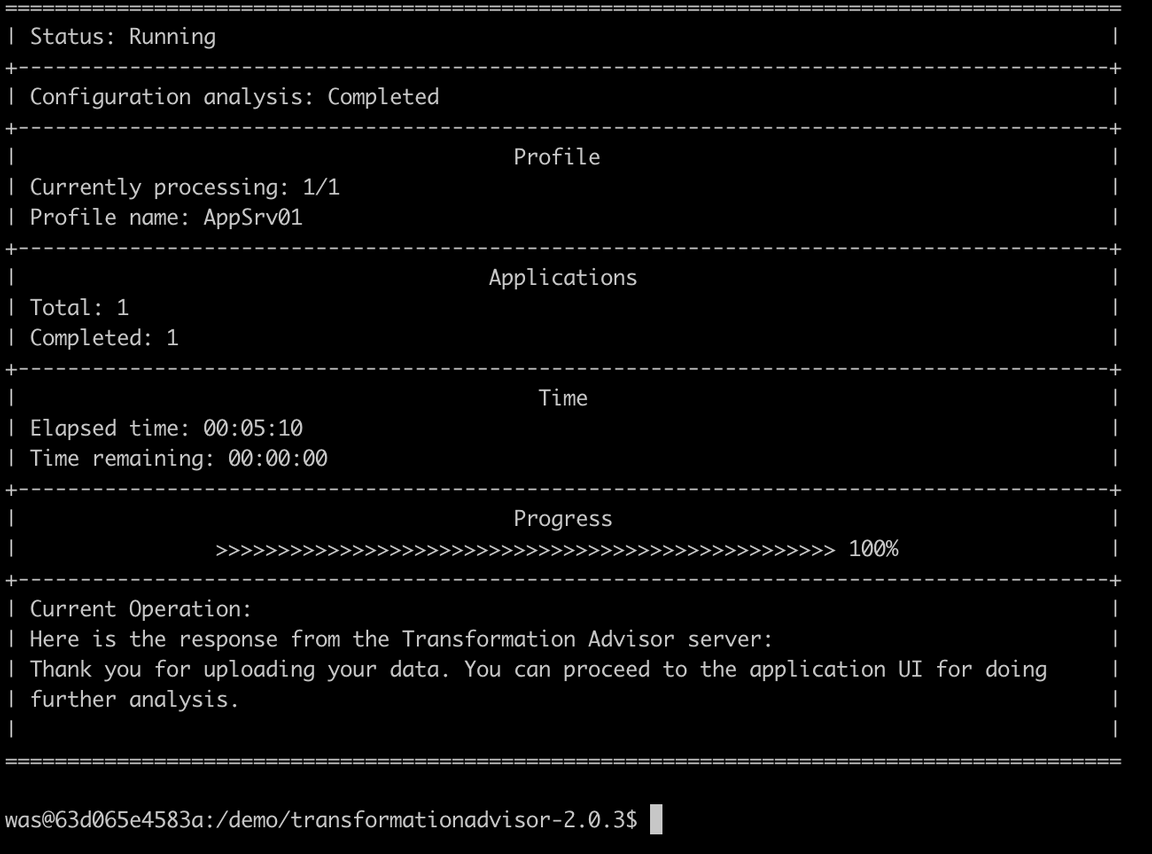 ====================================================================================
| Status: Running |
+----------------------------------------------------------------------------------------+
| Configuration analysis: Completed |
+----------------------------------------------------------------------------------------+
| Profile |
| Currently processing: 1/1 |
| Profile name: AppSrv01 |
+----------------------------------------------------------------------------------------+
| Applications |
| Total: 1 |
| Completed: 1 |
+----------------------------------------------------------------------------------------+
| Time |
| Elapsed time: 00:05:10 |
| Time remaining: 00:00:00 |
+----------------------------------------------------------------------------------------+
| Progress |
| >>>>>>>>>>>>>>>>>>>>>>>>>>>>>>>>>>>>>>>>>>>>>>>>>> 100% |
+----------------------------------------------------------------------------------------+
| Current Operation: |
| Here is the response from the Transformation Advisor server: |
| Thank you for uploading your data. You can proceed to the application UI for doing |
| further analysis. |
| |
====================================================================================
was@63d065e4583a:/demo/transformationadvisor-2.0.3$